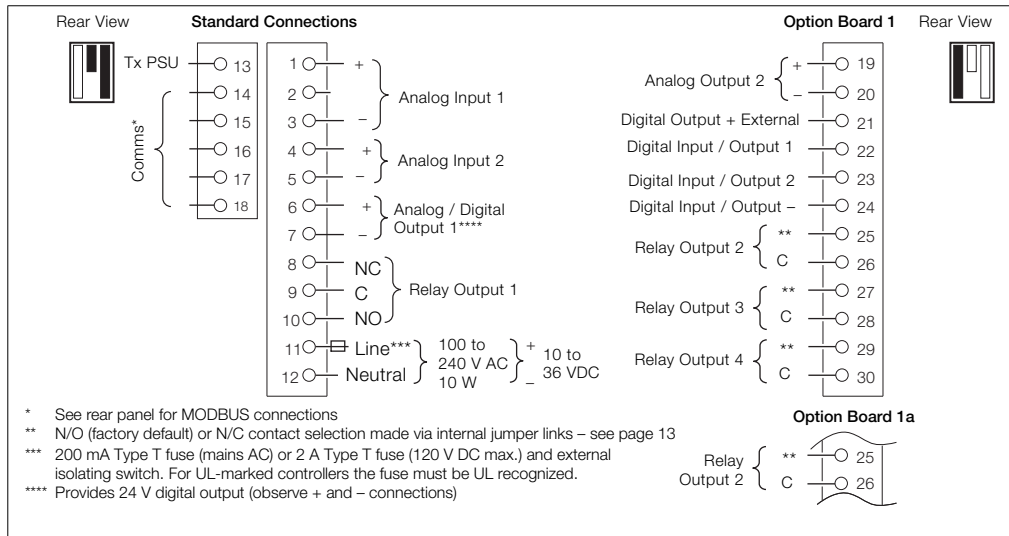 Rear View
Standard Connections
Option Board 1
Rear View
Tx PSU
13
14
15
16
17
18
Comms*
1 +
2
3 –
Analog Input 1
4 +
5 –
Analog Input 2
6 +
7 –
Analog / Digital
Output 1****
8 NC
9 C
10 NO
Relay Output 1
11 Line***
12 Neutral
100 to
240 V AC
10 W
+
–
10 to
36 VDC
Analog Output 2
+ 19
– 20
Digital Output + External 21
Digital Input / Output 1 22
Digital Input / Output 2 23
Digital Input / Output – 24
Relay Output 2
** 25
C 26
Relay Output 3
** 27
C 28
Relay Output 4
** 29
C 30
* See rear panel for MODBUS connections
** N/O (factory default) or N/C contact selection made via internal jumper links – see page 13
*** 200 mA Type T fuse (mains AC) or 2 A Type T fuse (120 V DC max.) and external
isolating switch. For UL-marked controllers the fuse must be UL recognized.
**** Provides 24 V digital output (observe + and – connections)
Option Board 1a
Relay
Output 2
** 25
C 26